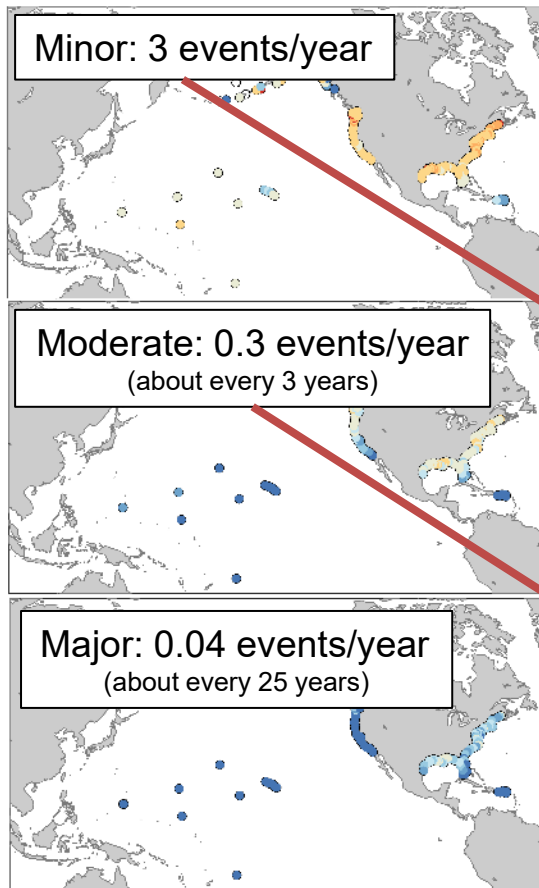 Minor: 3 events/year
Moderate: 0.3 events/year
(about every 3 years)
Major: 0.04 events/year
(about every 25 years)